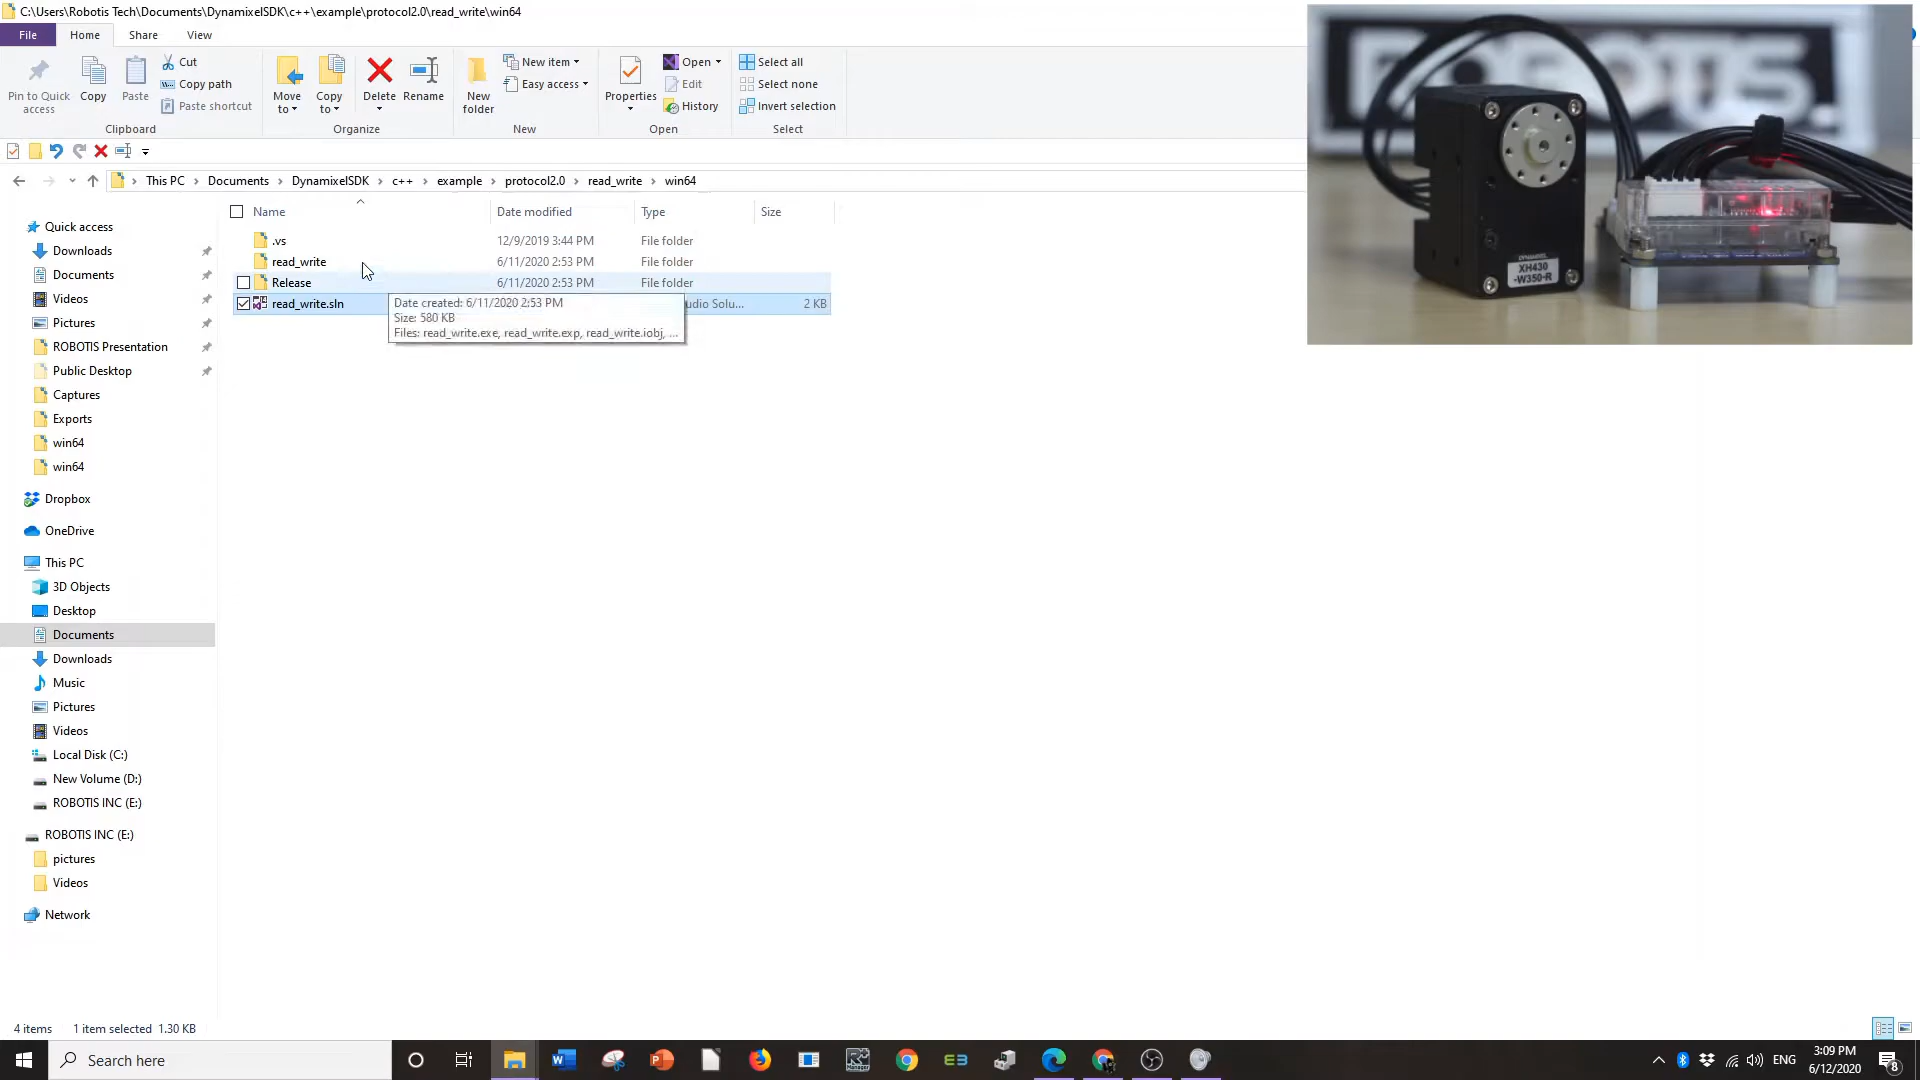 C:\Users\Robotis Tech\Documents\DynamixelSDK\c++\example\protocol2.0\read_write\win64
File
Home
Share
View
Pin to Quick access
Copy
Paste
Cut
Copy path
Paste shortcut
Clipboard
Move to
Copy to
Delete
Rename
Organize
New folder
New item
Easy access
New
Properties
Open
Edit
History
Open
Select all
Select none
Invert selection
Select
This PC
Documents
DynamixelSDK
c++
example
protocol2.0
read_write
win64
Name
Date modified
Type
Size
.vs 12/9/2019 3:44 PM File folder
read_write 6/11/2020 2:53 PM File folder
Release 6/11/2020 2:53 PM File folder
read_write.sln udio Solu... 2 KB
Date created: 6/11/2020 2:53 PM
Size: 580 KB
Files: read_write.exe, read_write.exp, read_write.iobj, ...
Quick access
Downloads
Documents
Videos
Pictures
ROBOTIS Presentation
Public Desktop
Captures
Exports
win64
win64
Dropbox
OneDrive
This PC
3D Objects
Desktop
Documents
Downloads
Music
Pictures
Videos
Local Disk (C:)
New Volume (D:)
ROBOTIS INC (E:)
ROBOTIS INC (E:)
pictures
Videos
Network
4 items
1 item selected 1.30 KB
ROBOTIS
DYNAMIXEL
XH430
-W350-R
Search here
ENG
3:09 PM
6/12/2020
8